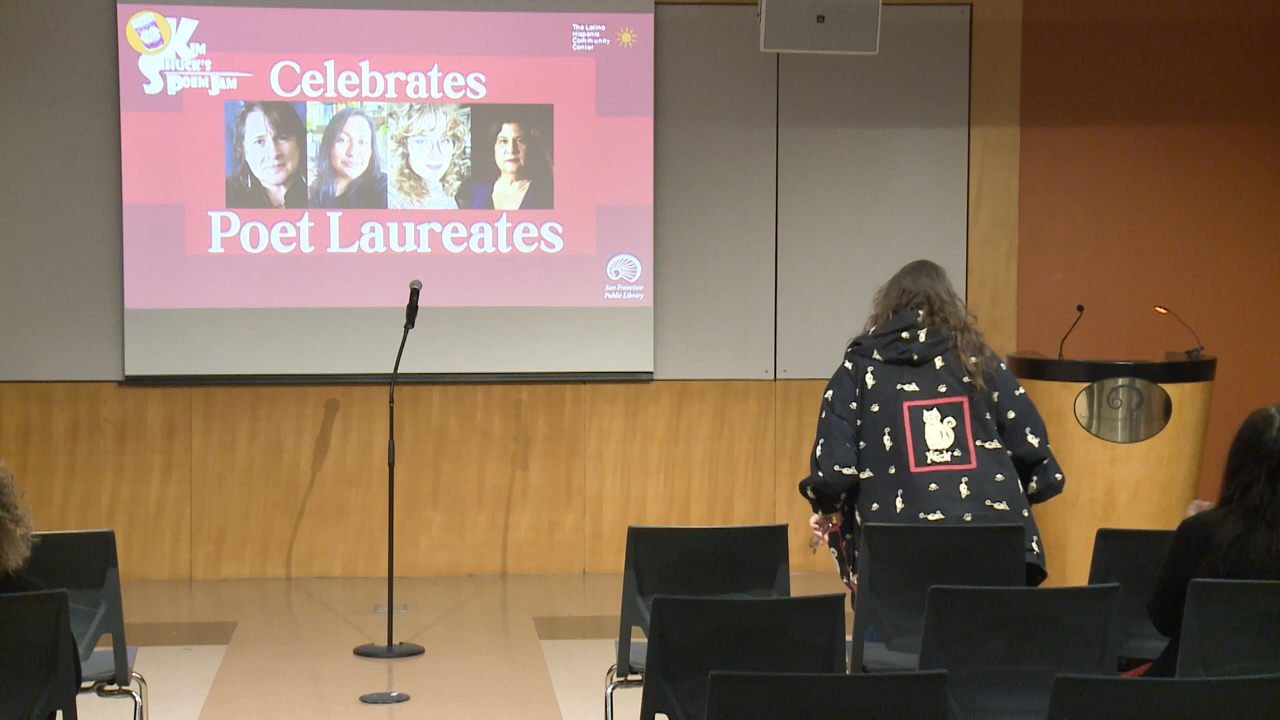 Kim
Shuck's
Poem Jam
The Latino
Hispanic
Community
Center
Celebrates
Poet Laureates
San Francisco
Public Library